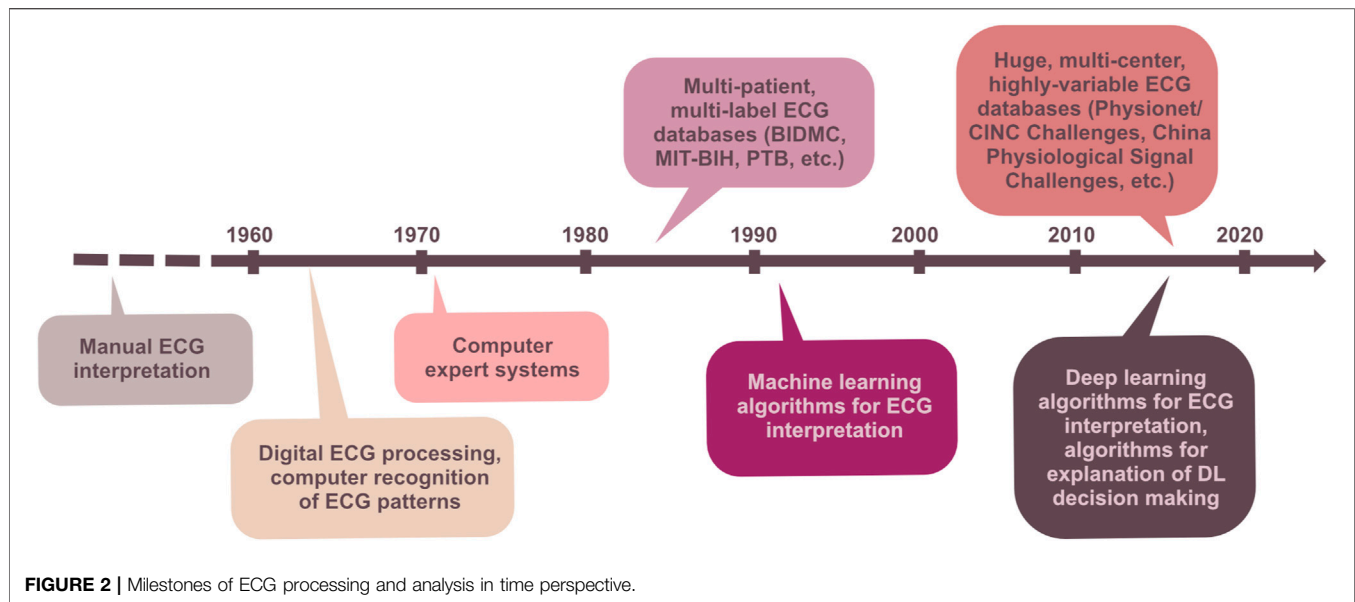 Multi-patient,
multi-label ECG
databases (BIDMC,
MIT-BIH, PTB, etc.)
Huge, multi-center,
highly-variable ECG
databases (Physionet/
CINC Challenges, China
Physiological Signal
Challenges, etc.)
1960
1970
1980
1990
2000
2010
2020
Manual ECG
interpretation
Digital ECG processing,
computer recognition
of ECG patterns
Computer
expert systems
Machine learning
algorithms for ECG
interpretation
Deep learning
algorithms for ECG
interpretation,
algorithms for
explanation of DL
decision making
FIGURE 2 | Milestones of ECG processing and analysis in time perspective.